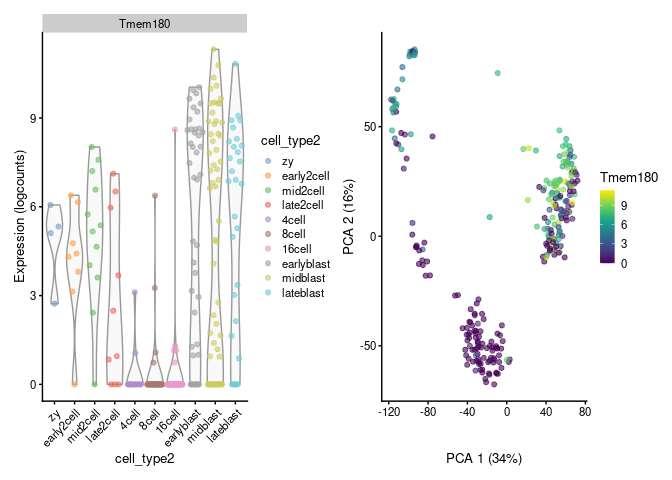 Tmem180
Expression (logcounts)
9
6
3
0
zy
early2cell
mid2cell
late2cell
4cell
8cell
16cell
earlyblast
midblast
lateblast
cell_type2
cell_type2
zy
early2cell
mid2cell
late2cell
4cell
8cell
16cell
earlyblast
midblast
lateblast
PCA 2 (16%)
50
0
-50
-120
-80
-40
0
40
80
PCA 1 (34%)
Tmem180
9
6
3
0